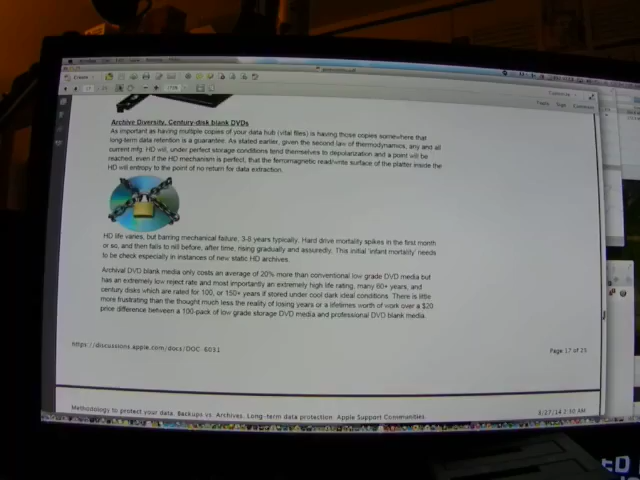 Archive Diversity, Century-disk blank DVDs
As important as having multiple copies of your data hub (vital files) is having those copies somewhere that
long-term data retention is a guarantee. As stated earlier, given the second law of thermodynamics, any and all
current mfg. HD will, under perfect storage conditions tend themselves to depolarization and a point will be
reached, even if the HD mechanism is perfect, that the ferromagnetic read/write surface of the platter inside the
HD will entropy to the point of no return for data extraction.
HD life varies, but barring mechanical failure, 3-8 years typically. Hard drive mortality spikes in the first month
or so, and then falls to nill before, after time, rising gradually and assuredly. This initial 'infant mortality' needs
to be check especially in instances of new static HD archives.
Archival DVD blank media only costs an average of 20% more than conventional low grade DVD media but
has an extremely low reject rate and most importantly an extremely high life rating, many 60+ years, and
century disks which are rated for 100, or 150+ years if stored under cool dark ideal conditions. There is little
more frustrating than the thought much less the reality of losing years or a lifetimes worth of work over a $20
price difference between a 100-pack of low grade storage DVD media and professional DVD blank media.
https://discussions.apple.com/docs/DOC-6031
Page 17 of 25
Methodology to protect your data. Backups vs. Archives. Long-term data protection: Apple Support Communities.
3/27/14 2:30 AM